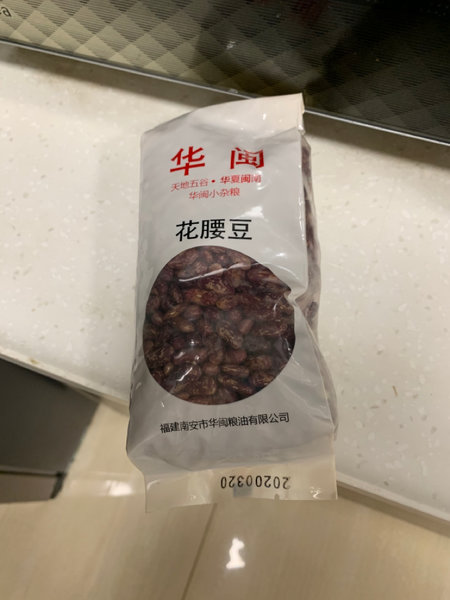 华闽
天地五谷·华夏闽南
华闽小杂粮
花腰豆
福建南安市华闽粮油有限公司
20200320